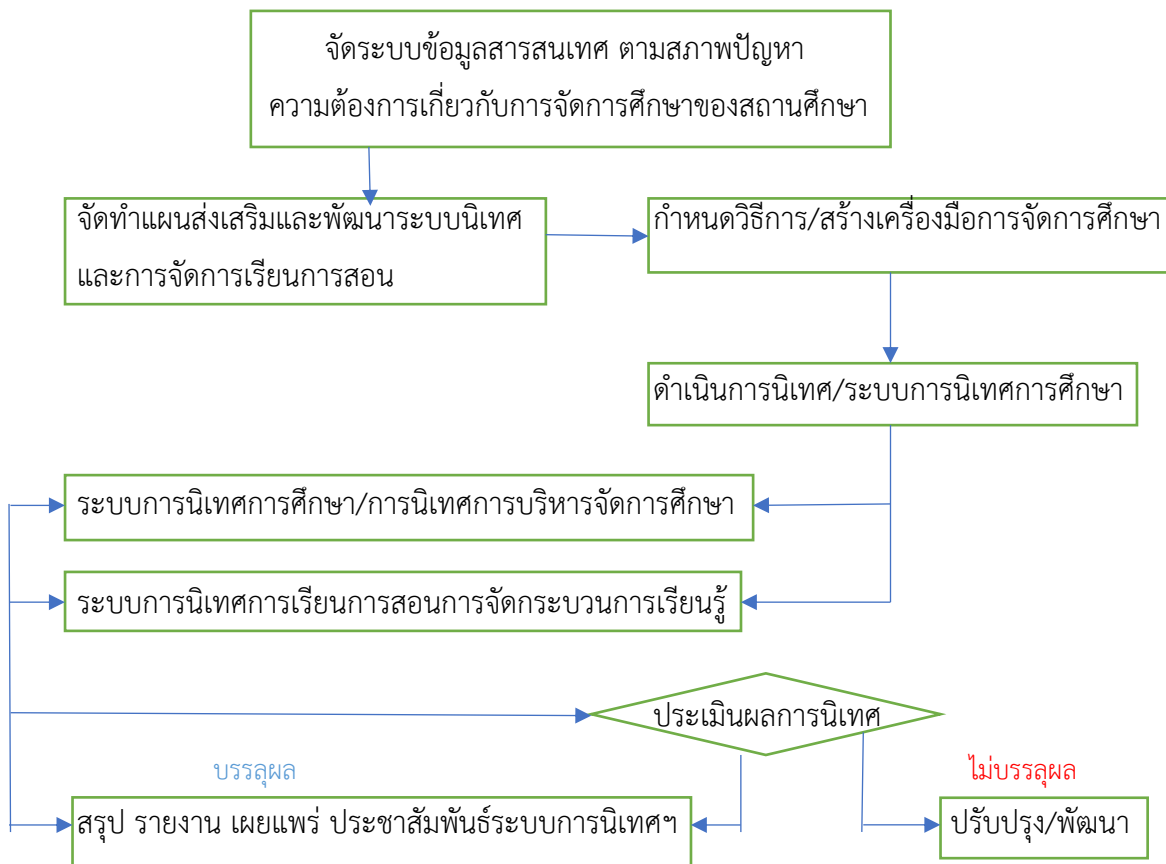 จัดระบบข้อมูลสารสนเทศ ตามสภาพปัญหา
ความต้องการเกี่ยวกับการจัดการศึกษาของสถานศึกษา
จัดทำแผนส่งเสริมและพัฒนาระบบนิเทศ
และการจัดการเรียนการสอน
กำหนดวิธีการ/สร้างเครื่องมือการจัดการศึกษา
ดำเนินการนิเทศ/ระบบการนิเทศการศึกษา
ระบบการนิเทศการศึกษา/การนิเทศการบริหารจัดการศึกษา
ระบบการนิเทศการเรียนการสอนการจัดกระบวนการเรียนรู้
ประเมินผลการนิเทศ
บรรลุผล
ไม่บรรลุผล
สรุป รายงาน เผยแพร่ ประชาสัมพันธ์ระบบการนิเทศฯ
ปรับปรุง/พัฒนา